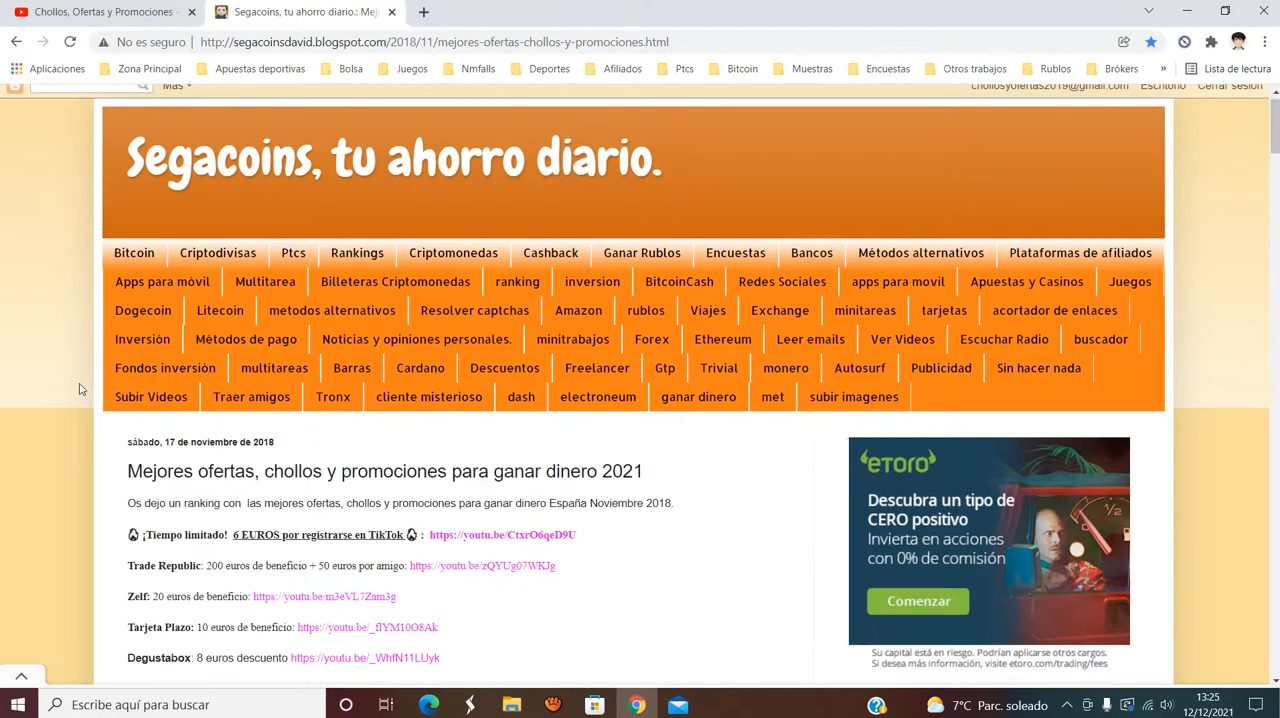 Chollos, Ofertas y Promociones -
Segacoins, tu ahorro diario.: Mej
No es seguro | http://segacoinsdavid.blogspot.com/2018/11/mejores-ofertas-chollos-y-promociones.html
Aplicaciones Zona Principal Apuestas deportivas Bolsa Juegos Nmfalls Deportes Afiliados Ptcs Bitcoin Muestras Encuestas Otros trabajos Rublos Brókers » Lista de lectura
Más chollosyofertas2019@gmail.com Escritorio Cerrar sesión
Segacoins, tu ahorro diario.
Bitcoin Criptodivisas Ptcs Rankings Criptomonedas Cashback Ganar Rublos Encuestas Bancos Métodos alternativos Plataformas de afiliados
Apps para móvil Multitarea Billeteras Criptomonedas ranking inversion BitcoinCash Redes Sociales apps para movil Apuestas y Casinos Juegos
Dogecoin Litecoin metodos alternativos Resolver captchas Amazon rublos Viajes Exchange minitareas tarjetas acortador de enlaces
Inversión Métodos de pago Noticias y opiniones personales. minitrabajos Forex Ethereum Leer emails Ver Videos Escuchar Radio buscador
Fondos inversión multitareas Barras Cardano Descuentos Freelancer Gtp Trivial monero Autosurf Publicidad Sin hacer nada
Subir Videos Traer amigos Tronx cliente misterioso dash electroneum ganar dinero met subir imagenes
sábado, 17 de noviembre de 2018
Mejores ofertas, chollos y promociones para ganar dinero 2021
Os dejo un ranking con las mejores ofertas, chollos y promociones para ganar dinero España Noviembre 2018.
¡Tiempo limitado! 6 EUROS por registrarse en TikTok : https://youtu.be/CtxrO6qeD9U
Trade Republic: 200 euros de beneficio + 50 euros por amigo: https://youtu.be/zQYUg07WKJg
Zelf: 20 euros de beneficio: https://youtu.be/m3eVL7Zam3g
Tarjeta Plazo: 10 euros de beneficio: https://youtu.be/_fIYM10O8Ak
Degustabox: 8 euros descuento https://youtu.be/_WhfN11LUyk
eToro
Descubra un tipo de
CERO positivo
Invierta en acciones
con 0% de comisión
Comenzar
Su capital está en riesgo. Podrían aplicarse otros cargos.
Si desea más información, visite etoro.com/trading/fees
Escribe aquí para buscar
7°C Parc. soleado
13:25
12/12/2021